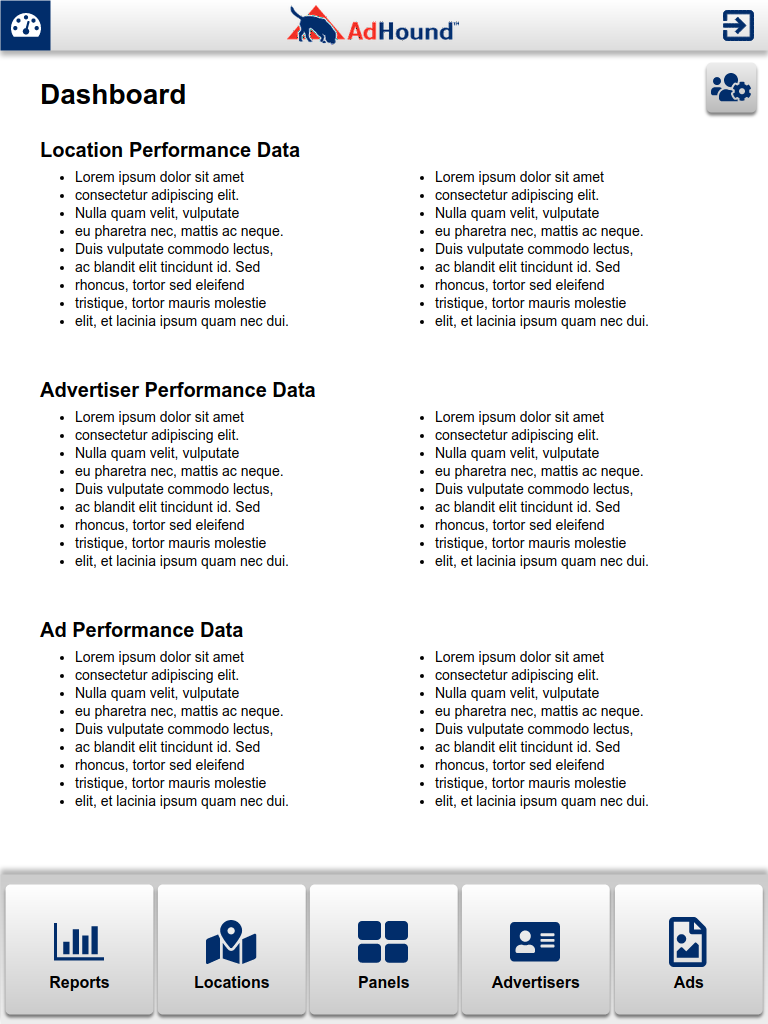 AdHound™
Dashboard
Location Performance Data
Lorem ipsum dolor sit amet
consectetur adipiscing elit.
Nulla quam velit, vulputate
eu pharetra nec, mattis ac neque.
Duis vulputate commodo lectus,
ac blandit elit tincidunt id. Sed
rhoncus, tortor sed eleifend
tristique, tortor mauris molestie
elit, et lacinia ipsum quam nec dui.
Lorem ipsum dolor sit amet
consectetur adipiscing elit.
Nulla quam velit, vulputate
eu pharetra nec, mattis ac neque.
Duis vulputate commodo lectus,
ac blandit elit tincidunt id. Sed
rhoncus, tortor sed eleifend
tristique, tortor mauris molestie
elit, et lacinia ipsum quam nec dui.
Advertiser Performance Data
Lorem ipsum dolor sit amet
consectetur adipiscing elit.
Nulla quam velit, vulputate
eu pharetra nec, mattis ac neque.
Duis vulputate commodo lectus,
ac blandit elit tincidunt id. Sed
rhoncus, tortor sed eleifend
tristique, tortor mauris molestie
elit, et lacinia ipsum quam nec dui.
Lorem ipsum dolor sit amet
consectetur adipiscing elit.
Nulla quam velit, vulputate
eu pharetra nec, mattis ac neque.
Duis vulputate commodo lectus,
ac blandit elit tincidunt id. Sed
rhoncus, tortor sed eleifend
tristique, tortor mauris molestie
elit, et lacinia ipsum quam nec dui.
Ad Performance Data
Lorem ipsum dolor sit amet
consectetur adipiscing elit.
Nulla quam velit, vulputate
eu pharetra nec, mattis ac neque.
Duis vulputate commodo lectus,
ac blandit elit tincidunt id. Sed
rhoncus, tortor sed eleifend
tristique, tortor mauris molestie
elit, et lacinia ipsum quam nec dui.
Lorem ipsum dolor sit amet
consectetur adipiscing elit.
Nulla quam velit, vulputate
eu pharetra nec, mattis ac neque.
Duis vulputate commodo lectus,
ac blandit elit tincidunt id. Sed
rhoncus, tortor sed eleifend
tristique, tortor mauris molestie
elit, et lacinia ipsum quam nec dui.
Reports
Locations
Panels
Advertisers
Ads